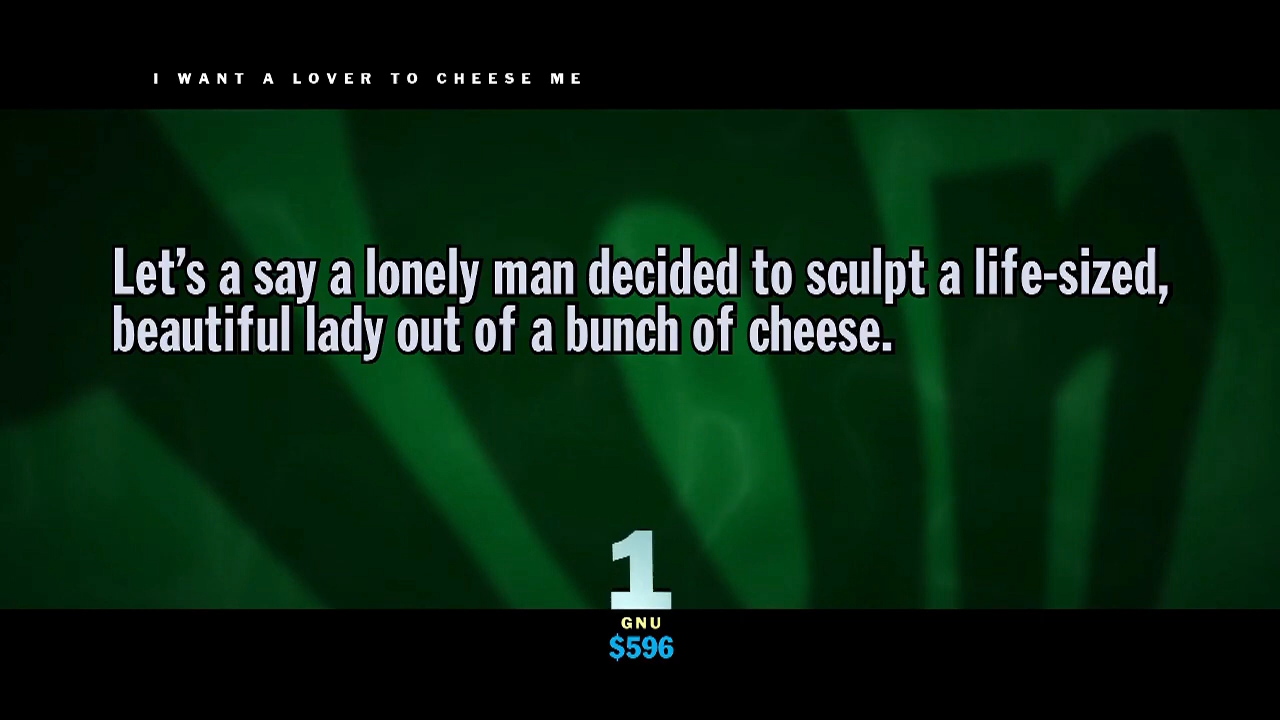 I WANT A LOVER TO CHEESE ME
Let's a say a lonely man decided to sculpt a life-sized,
beautiful lady out of a bunch of cheese.
1
GNU
$596